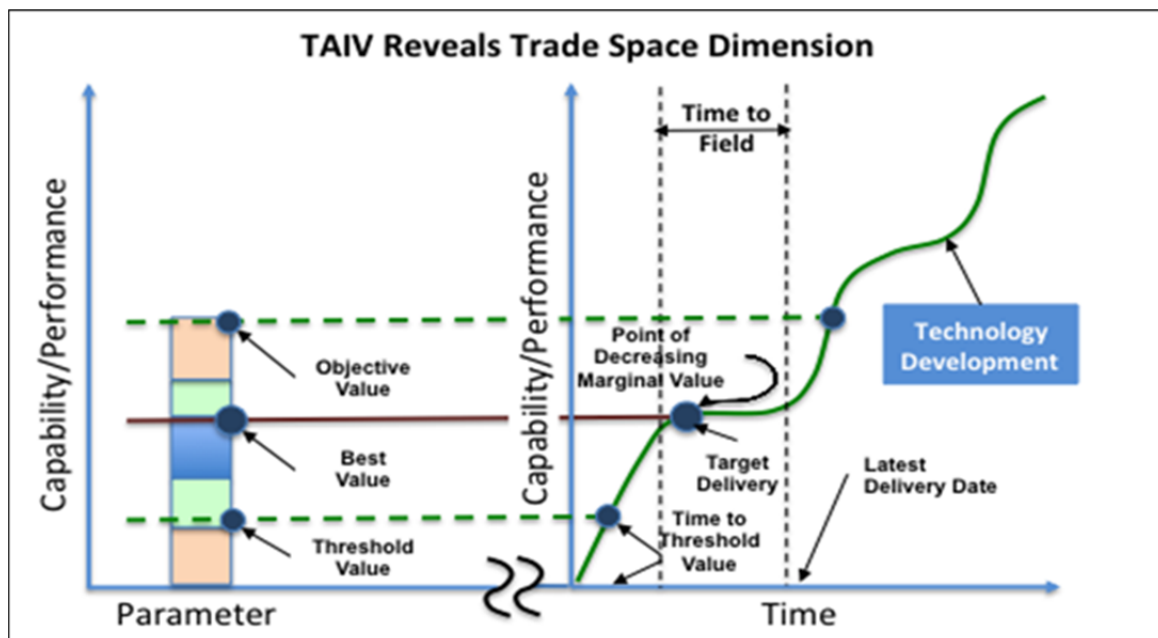 TAIV Reveals Trade Space Dimension
Capability/Performance
Objective
Value
Best
Value
Threshold
Value
Parameter
Capability/Performance
Time to
Field
Point of
Decreasing
Marginal Value
Target
Delivery
Time to
Threshold
Value
Latest
Delivery Date
Technology
Development
Time